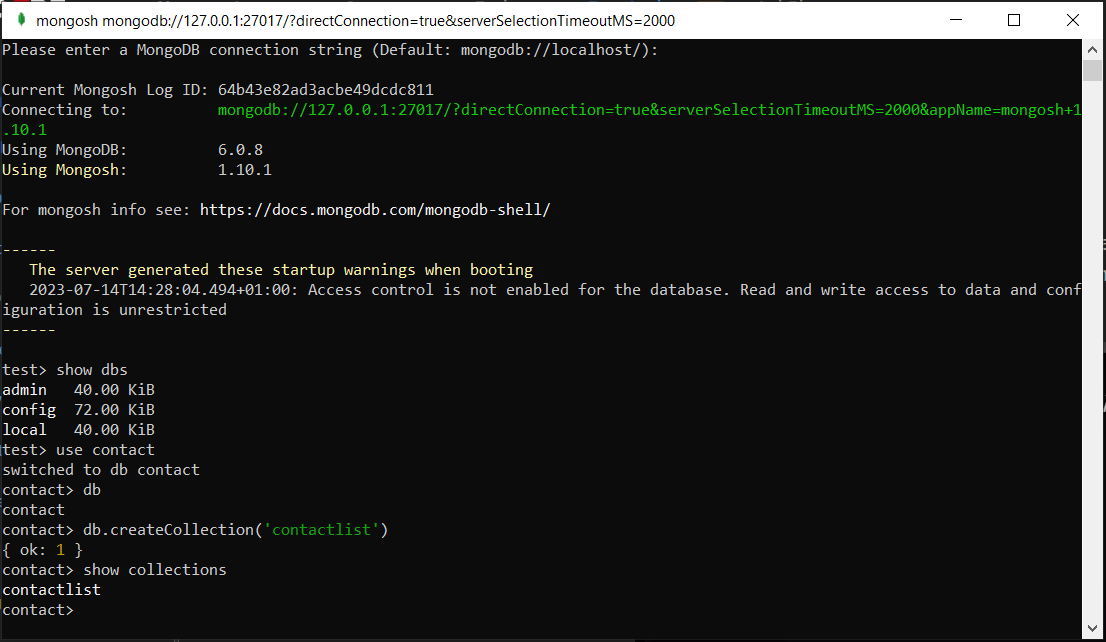 mongosh mongodb://127.0.0.1:27017/?directConnection=true&serverSelectionTimeoutMS=2000
Please enter a MongoDB connection string (Default: mongodb://localhost/):
Current Mongosh Log ID: 64b43e82ad3acbe49dcdc811
Connecting to:          mongodb://127.0.0.1:27017/?directConnection=true&serverSelectionTimeoutMS=2000&appName=mongosh+1
.10.1
Using MongoDB:          6.0.8
Using Mongosh:          1.10.1
For mongosh info see: https://docs.mongodb.com/mongodb-shell/
------
   The server generated these startup warnings when booting
   2023-07-14T14:28:04.494+01:00: Access control is not enabled for the database. Read and write access to data and conf
iguration is unrestricted
------
test> show dbs
admin   40.00 KiB
config  72.00 KiB
local   40.00 KiB
test> use contact
switched to db contact
contact> db
contact
contact> db.createCollection('contactlist')
{ ok: 1 }
contact> show collections
contactlist
contact>